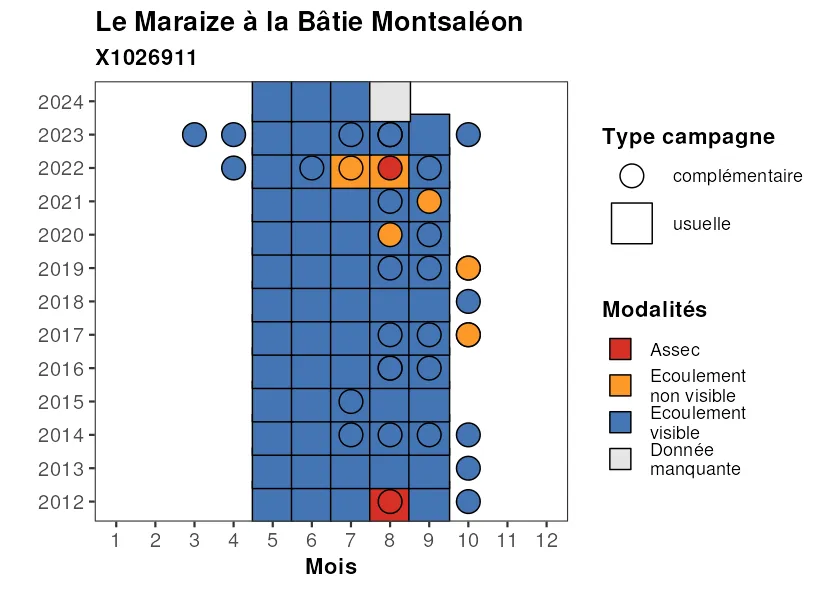 Le Maraize à la Bâtie Montsaléon
X1026911
2024
2023
2022
2021
2020
2019
2018
2017
2016
2015
2014
2013
2012
1 2 3 4 5 6 7 8 9 10 11 12
Mois
Type campagne
complémentaire
usuelle
Modalités
Assec
Ecoulement
non visible
Ecoulement
visible
Donnée
manquante